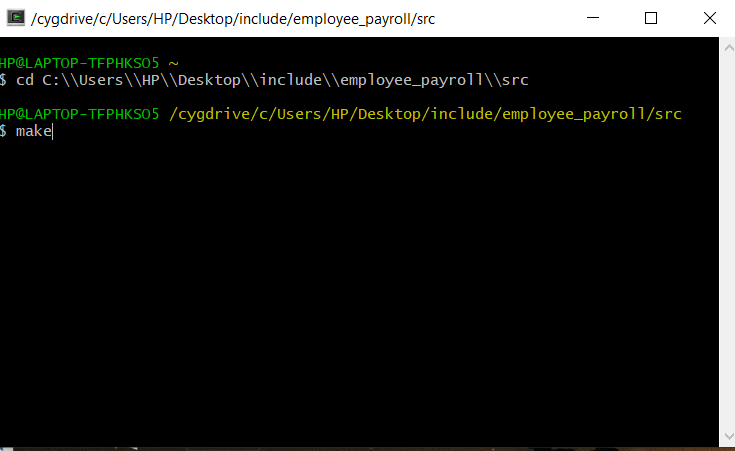 /cygdrive/c/Users/HP/Desktop/include/employee_payroll/src
HP@LAPTOP-TFPHKSO5 ~
$ cd C:\\Users\\HP\\Desktop\\include\\employee_payroll\\src
HP@LAPTOP-TFPHKSO5 /cygdrive/c/Users/HP/Desktop/include/employee_payroll/src
$ make